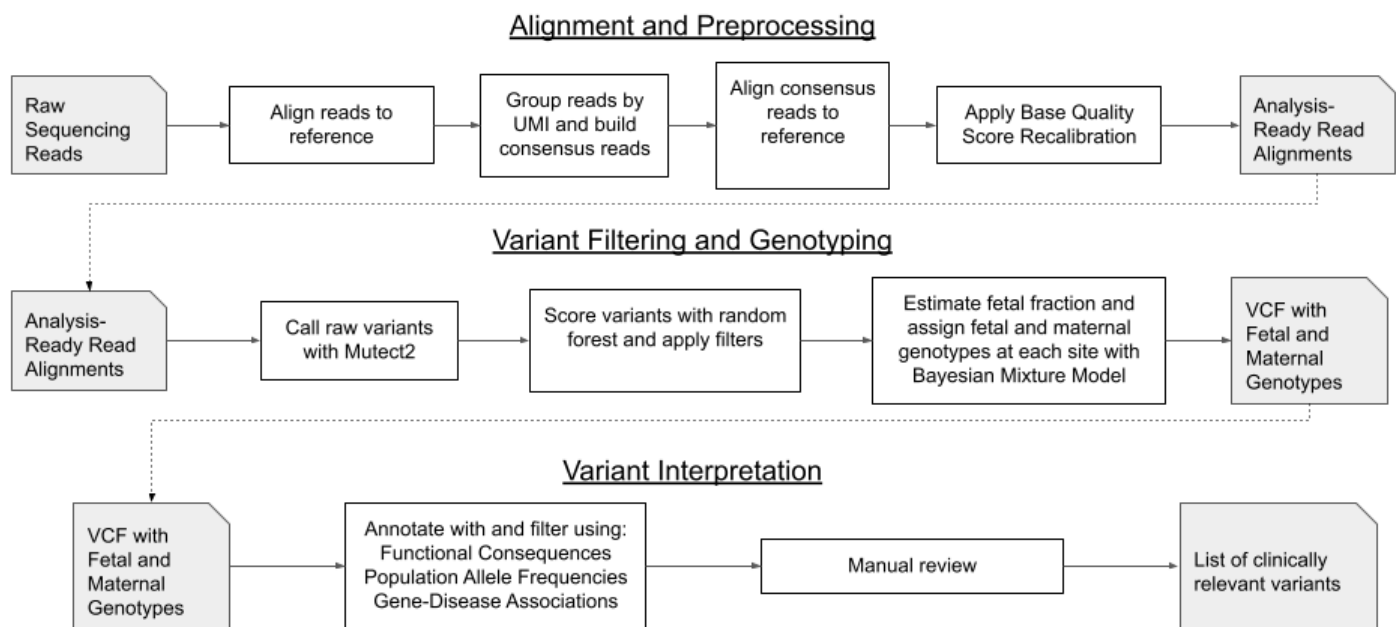 Alignment and Preprocessing
Raw
Sequencing
Reads
Align reads to
reference
Group reads by
UMI and build
consensus reads
Align consensus
reads to
reference
Apply Base Quality
Score Recalibration
Analysis-
Ready Read
Alignments
Variant Filtering and Genotyping
Analysis-
Ready Read
Alignments
Call raw variants
with Mutect2
Score variants with random
forest and apply filters
Estimate fetal fraction and
assign fetal and maternal
genotypes at each site with
Bayesian Mixture Model
VCF with
Fetal and
Maternal
Genotypes
Variant Interpretation
VCF with
Fetal and
Maternal
Genotypes
Annotate with and filter using:
Functional Consequences
Population Allele Frequencies
Gene-Disease Associations
Manual review
List of clinically
relevant variants